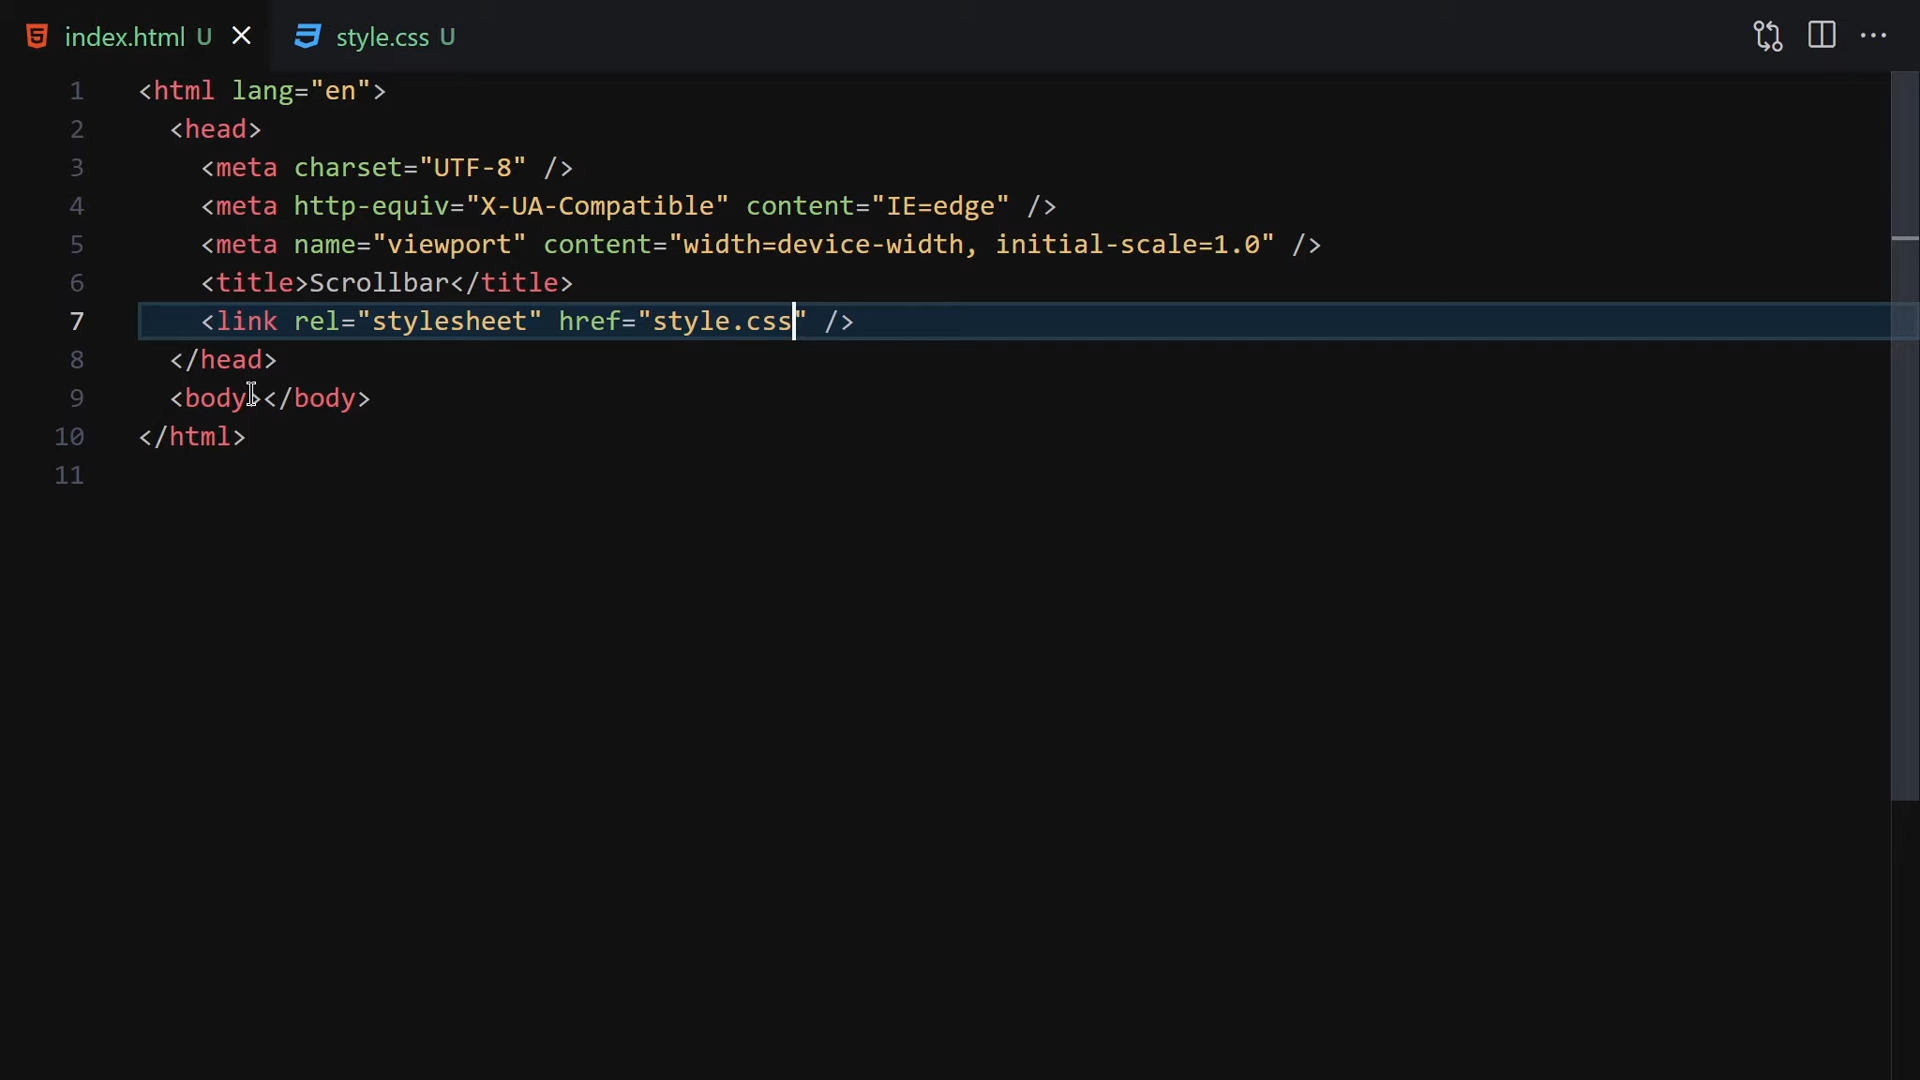 index.html U
style.css U
1 <html lang="en">
2 <head>
3 <meta charset="UTF-8" />
4 <meta http-equiv="X-UA-Compatible" content="IE=edge" />
5 <meta name="viewport" content="width=device-width, initial-scale=1.0" />
6 <title>Scrollbar</title>
7 <link rel="stylesheet" href="style.css" />
8 </head>
9 <body></body>
10 </html>
11